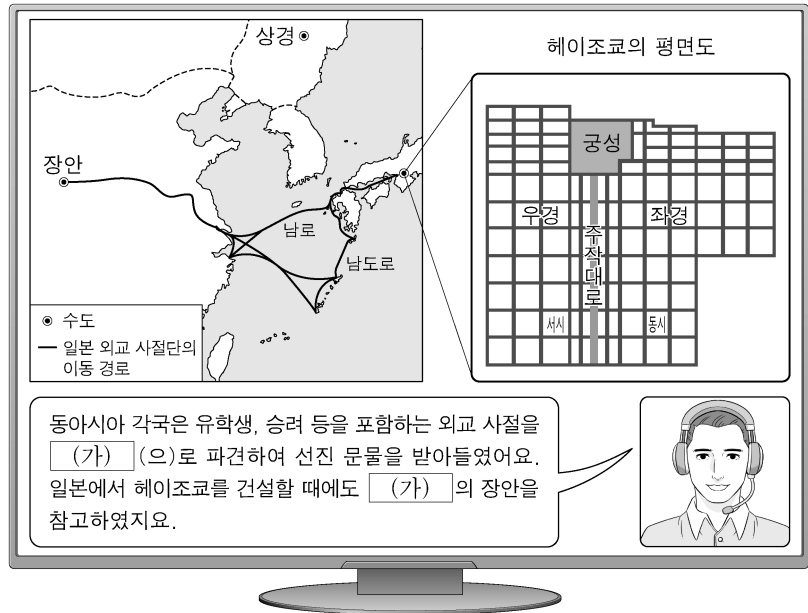 상경
장안
남로
남도로
수도
일본 외교 사절단의
이동 경로
헤이조쿄의 평면도
궁성
우경
좌경
주작대로
서시
동시
동아시아 각국은 유학생, 승려 등을 포함하는 외교 사절을
(가) (으)로 파견하여 선진 문물을 받아들였어요.
일본에서 헤이조쿄를 건설할 때에도 (가) 의 장안을
참고하였지요.